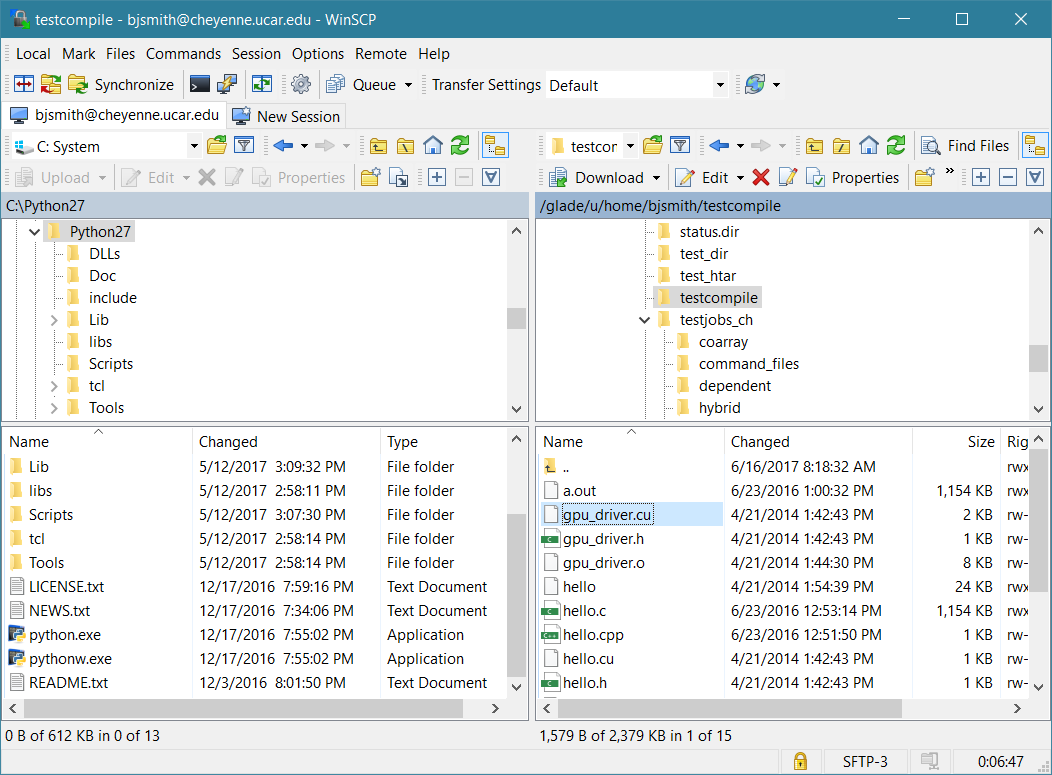 testcompile - bjsmith@cheyenne.ucar.edu - WinSCP
Local Mark Files Commands Session Options Remote Help
Synchronize Queue Transfer Settings Default
bjsmith@cheyenne.ucar.edu New Session
C: System testcor Find Files
Upload Edit Properties Download Edit Properties »
C:\Python27 /glade/u/home/bjsmith/testcompile
Python27
DLLs
Doc
include
Lib
libs
Scripts
tcl
Tools
status.dir
test_dir
test_htar
testcompile
testjobs_ch
coarray
command_files
dependent
hybrid
Name Changed Type
Lib 5/12/2017 3:09:32 PM File folder
libs 5/12/2017 2:58:11 PM File folder
Scripts 5/12/2017 3:07:30 PM File folder
tcl 5/12/2017 2:58:14 PM File folder
Tools 5/12/2017 2:58:14 PM File folder
LICENSE.txt 12/17/2016 7:59:16 PM Text Document
NEWS.txt 12/17/2016 7:34:06 PM Text Document
python.exe 12/17/2016 7:55:02 PM Application
pythonw.exe 12/17/2016 7:55:02 PM Application
README.txt 12/3/2016 8:01:50 PM Text Document
Name Changed Size Rig
.. 6/16/2017 8:18:32 AM rwx
a.out 6/23/2016 1:00:32 PM 1,154 KB rwx
gpu_driver.cu 4/21/2014 1:42:43 PM 2 KB rw-
gpu_driver.h 4/21/2014 1:42:43 PM 1 KB rw-
gpu_driver.o 4/21/2014 1:44:30 PM 8 KB rw-
hello 4/21/2014 1:54:39 PM 24 KB rwx
hello.c 6/23/2016 12:53:14 PM 1,154 KB rwx
hello.cpp 6/23/2016 12:51:50 PM 1 KB rw-
hello.cu 4/21/2014 1:42:43 PM 1 KB rw-
hello.h 4/21/2014 1:42:43 PM 1 KB rw-
0 B of 612 KB in 0 of 13 1,579 B of 2,379 KB in 1 of 15
SFTP-3 0:06:47